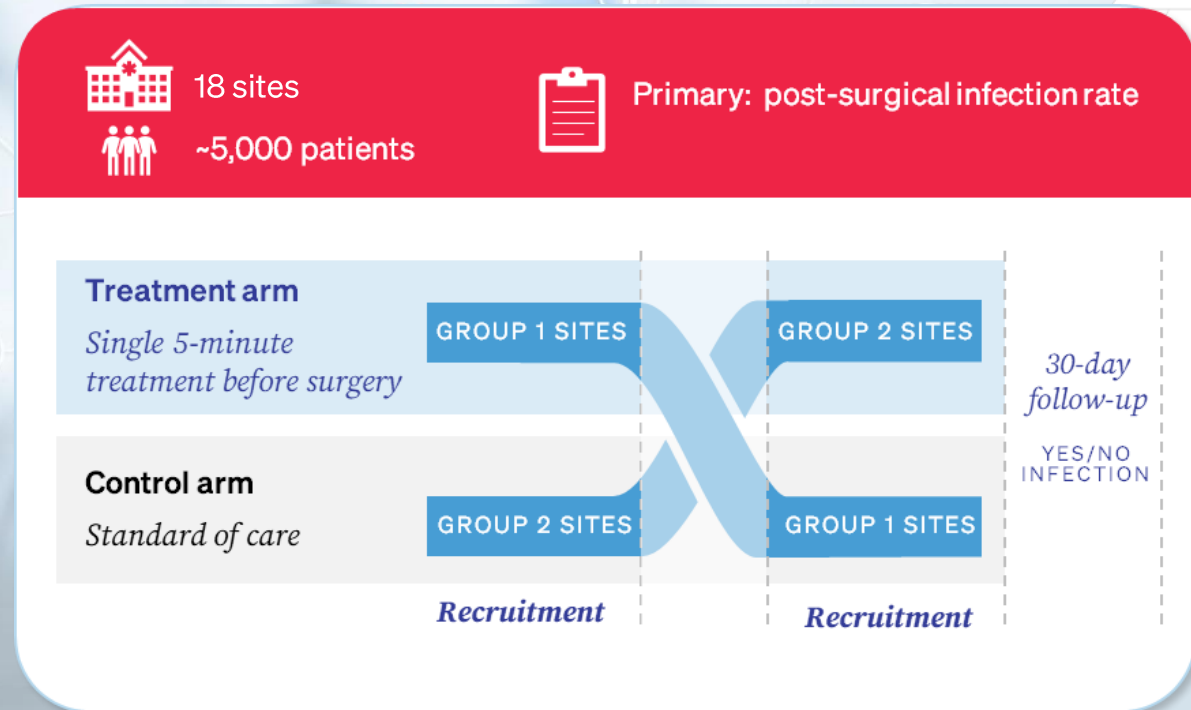 18 sites
~5,000 patients
Primary: post-surgical infection rate
Treatment arm
Single 5-minute
treatment before surgery
GROUP 1 SITES
GROUP 2 SITES
Control arm
Standard of care
GROUP 2 SITES
GROUP 1 SITES
Recruitment
Recruitment
30-day
follow-up
YES/NO
INFECTION